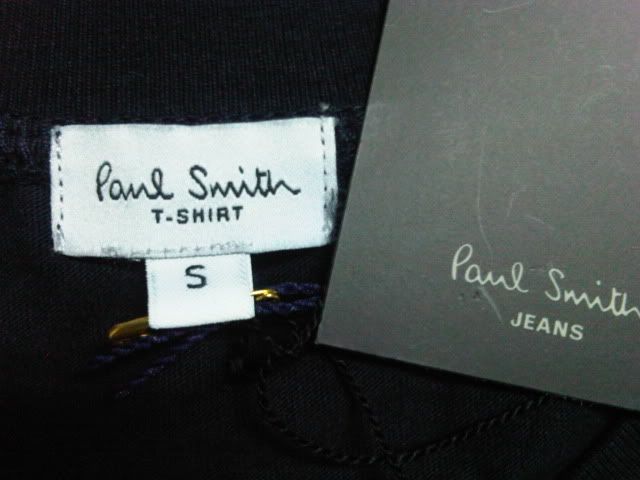 Paul Smith
T-SHIRT
S
Paul Smith
JEANS